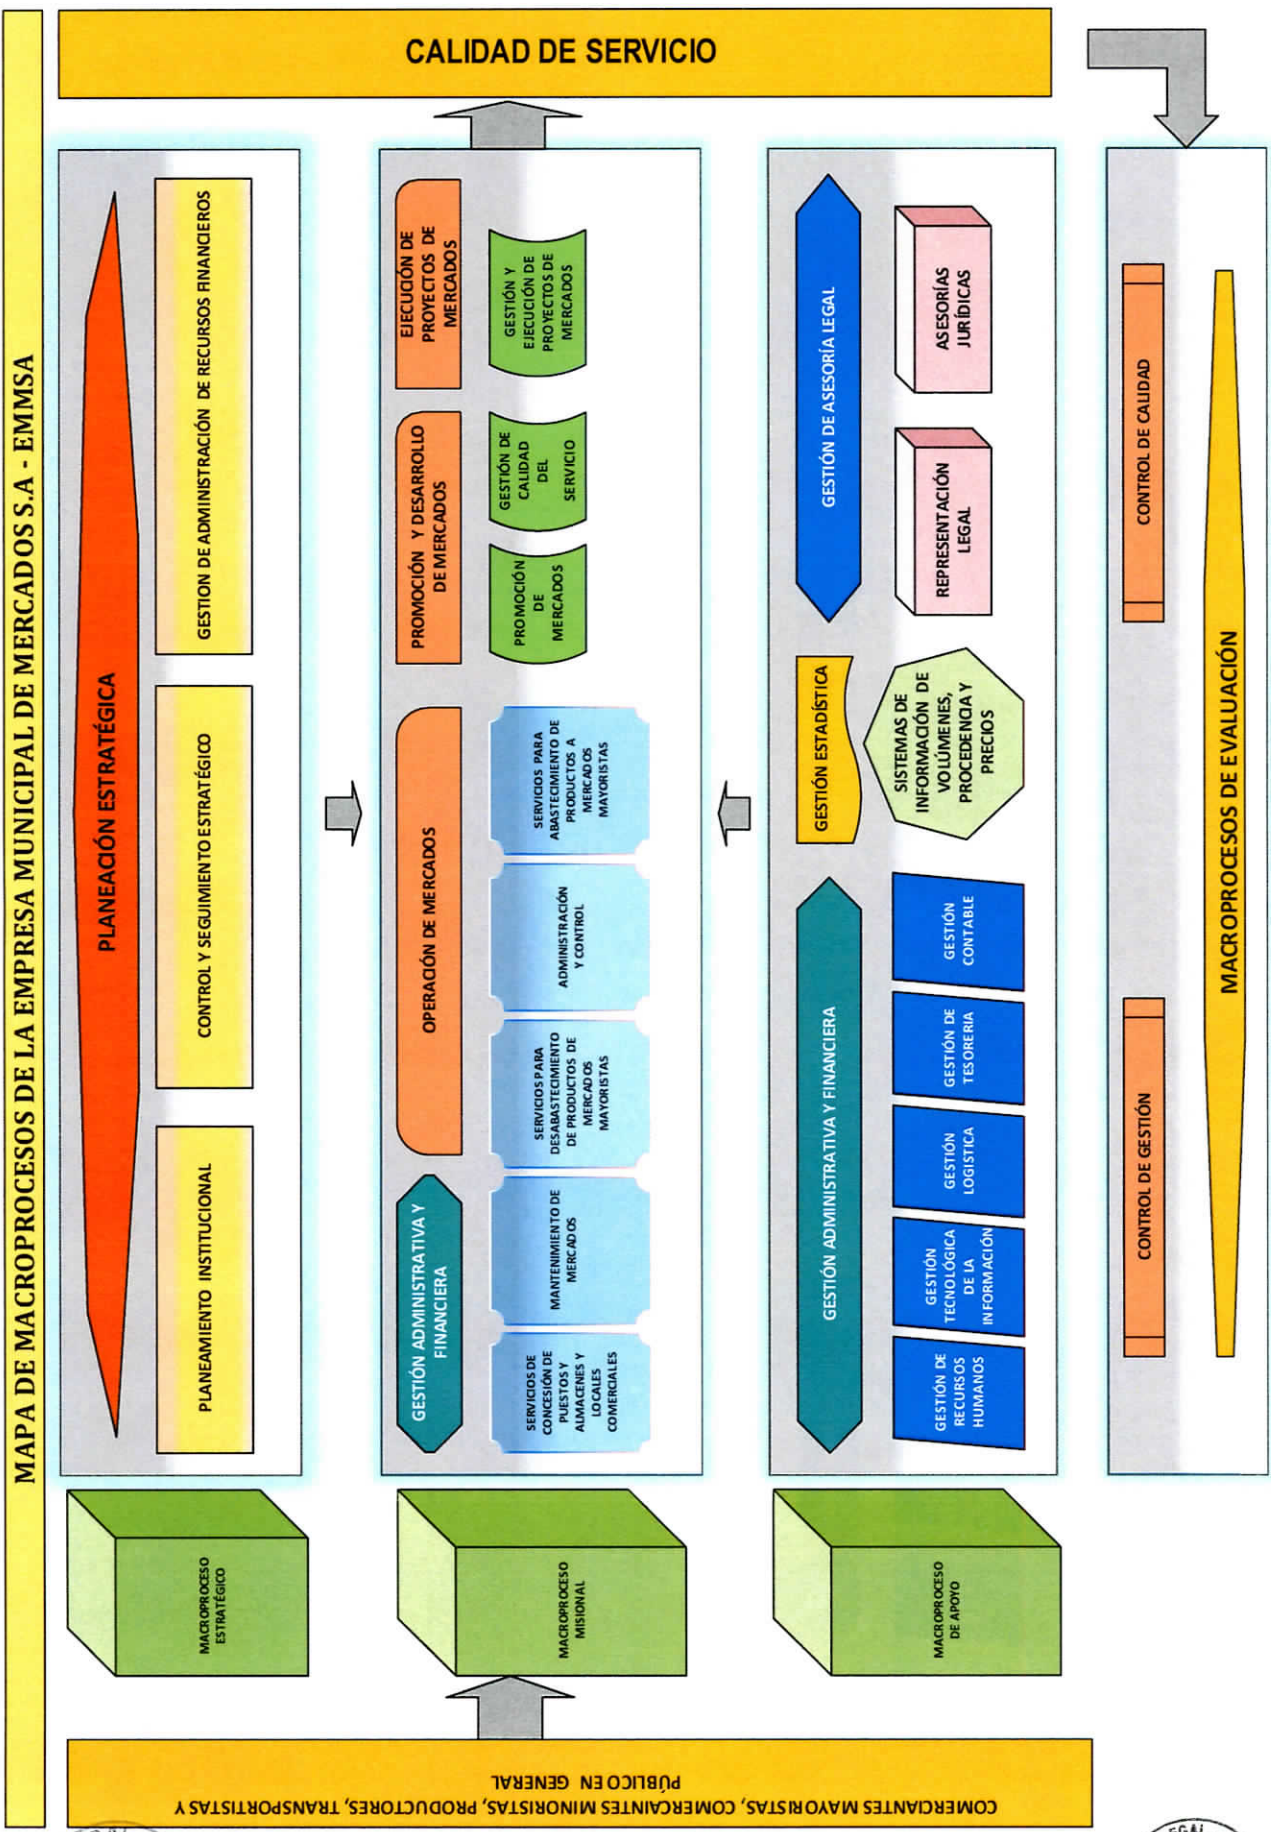 MAPA DE MACROPROCESOS DE LA EMPRESA MUNICIPAL DE MERCADOS S.A - EMMSA
COMERCIANTES MAYORISTAS, COMERCAINTES MINORISTAS, PRODUCTORES, TRANSPORTISTAS Y
PÚBLICO EN GENERAL
MACROPROCESO
ESTRATÉGICO
PLANEACIÓN ESTRATÉGICA
PLANEAMIENTO INSTITUCIONAL
CONTROL Y SEGUIMIENTO ESTRATÉGICO
GESTION DE ADMINISTRACIÓN DE RECURSOS FINANCIEROS
MACROPROCESO
MISIONAL
GESTIÓN ADMINISTRATIVA Y
FINANCIERA
OPERACIÓN DE MERCADOS
PROMOCIÓN Y DESARROLLO
DE MERCADOS
EJECUCIÓN DE
PROYECTOS DE
MERCADOS
SERVICIOS DE
CONCESIÓN DE
PUESTOS Y
ALMACENES Y
LOCALES
COMERCIALES
MANTENIMIENTO DE
MERCADOS
SERVICIOS PARA
DESABASTECIMIENTO
DE PRODUCTOS DE
MERCADOS
MAYORISTAS
ADMINISTRACIÓN
Y CONTROL
SERVICIOS PARA
ABASTECIMIENTO DE
PRODUCTOS A
MERCADOS
MAYORISTAS
PROMOCIÓN
DE
MERCADOS
GESTIÓN DE
CALIDAD
DEL
SERVICIO
GESTIÓN Y
EJECUCIÓN DE
PROYECTOS DE
MERCADOS
MACROPROCESO
DE APOYO
GESTIÓN ADMINISTRATIVA Y FINANCIERA
GESTIÓN ESTADÍSTICA
GESTIÓN DE ASESORÍA LEGAL
GESTIÓN DE
RECURSOS
HUMANOS
GESTIÓN
TECNOLÓGICA
DE LA
INFORMACIÓN
GESTIÓN
LOGISTICA
GESTIÓN DE
TESORERIA
GESTIÓN
CONTABLE
SISTEMAS DE
INFORMACIÓN DE
VOLÚMENES,
PROCEDENCIA Y
PRECIOS
REPRESENTACIÓN
LEGAL
ASESORÍAS
JURÍDICAS
CALIDAD DE SERVICIO
CONTROL DE GESTIÓN
CONTROL DE CALIDAD
MACROPROCESOS DE EVALUACIÓN